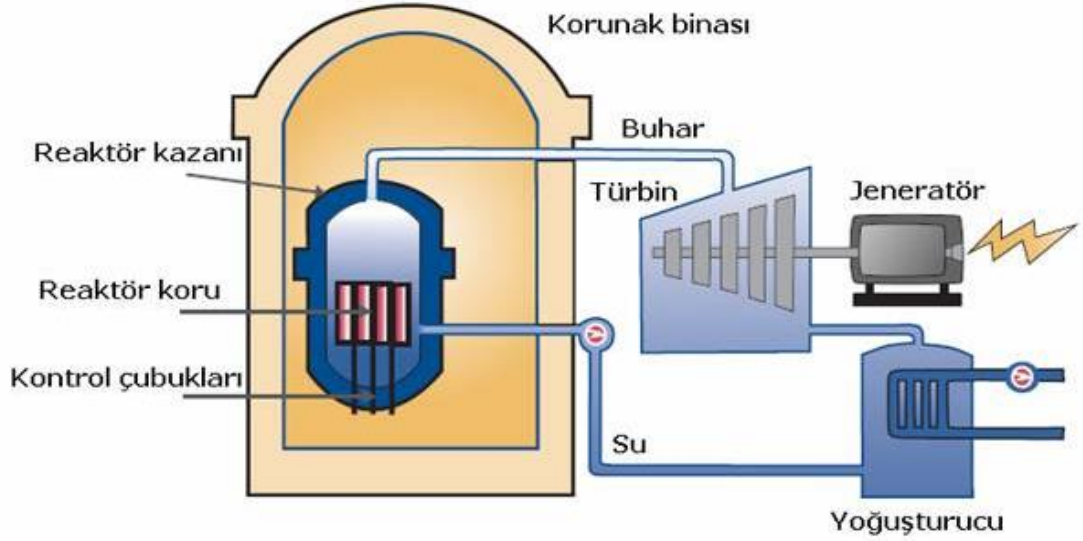 Korunak binası
Buhar
Reaktör kazanı
Türbin
Jeneratör
Reaktör koru
Kontrol çubukları
Su
Yoğuşturucu